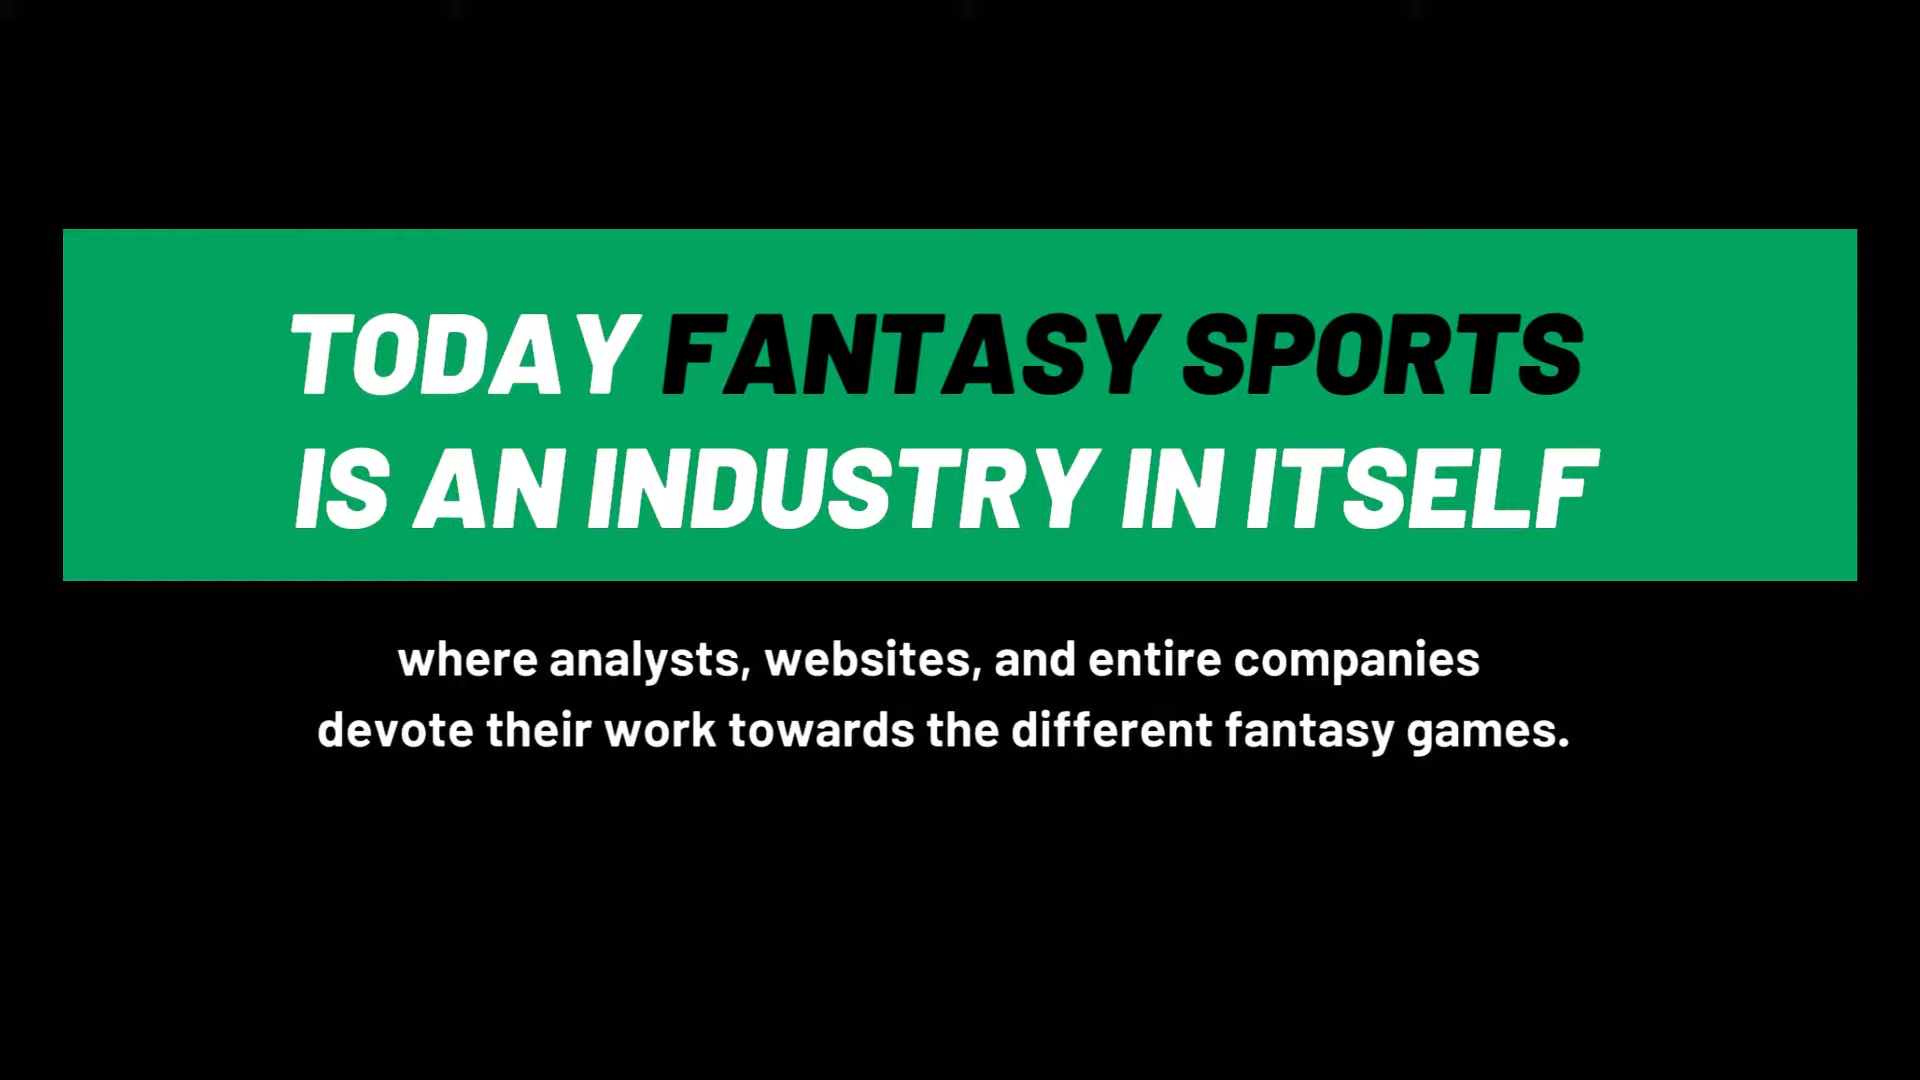 TODAY FANTASY SPORTS
IS AN INDUSTRY IN ITSELF
where analysts, websites, and entire companies
devote their work towards the different fantasy games.